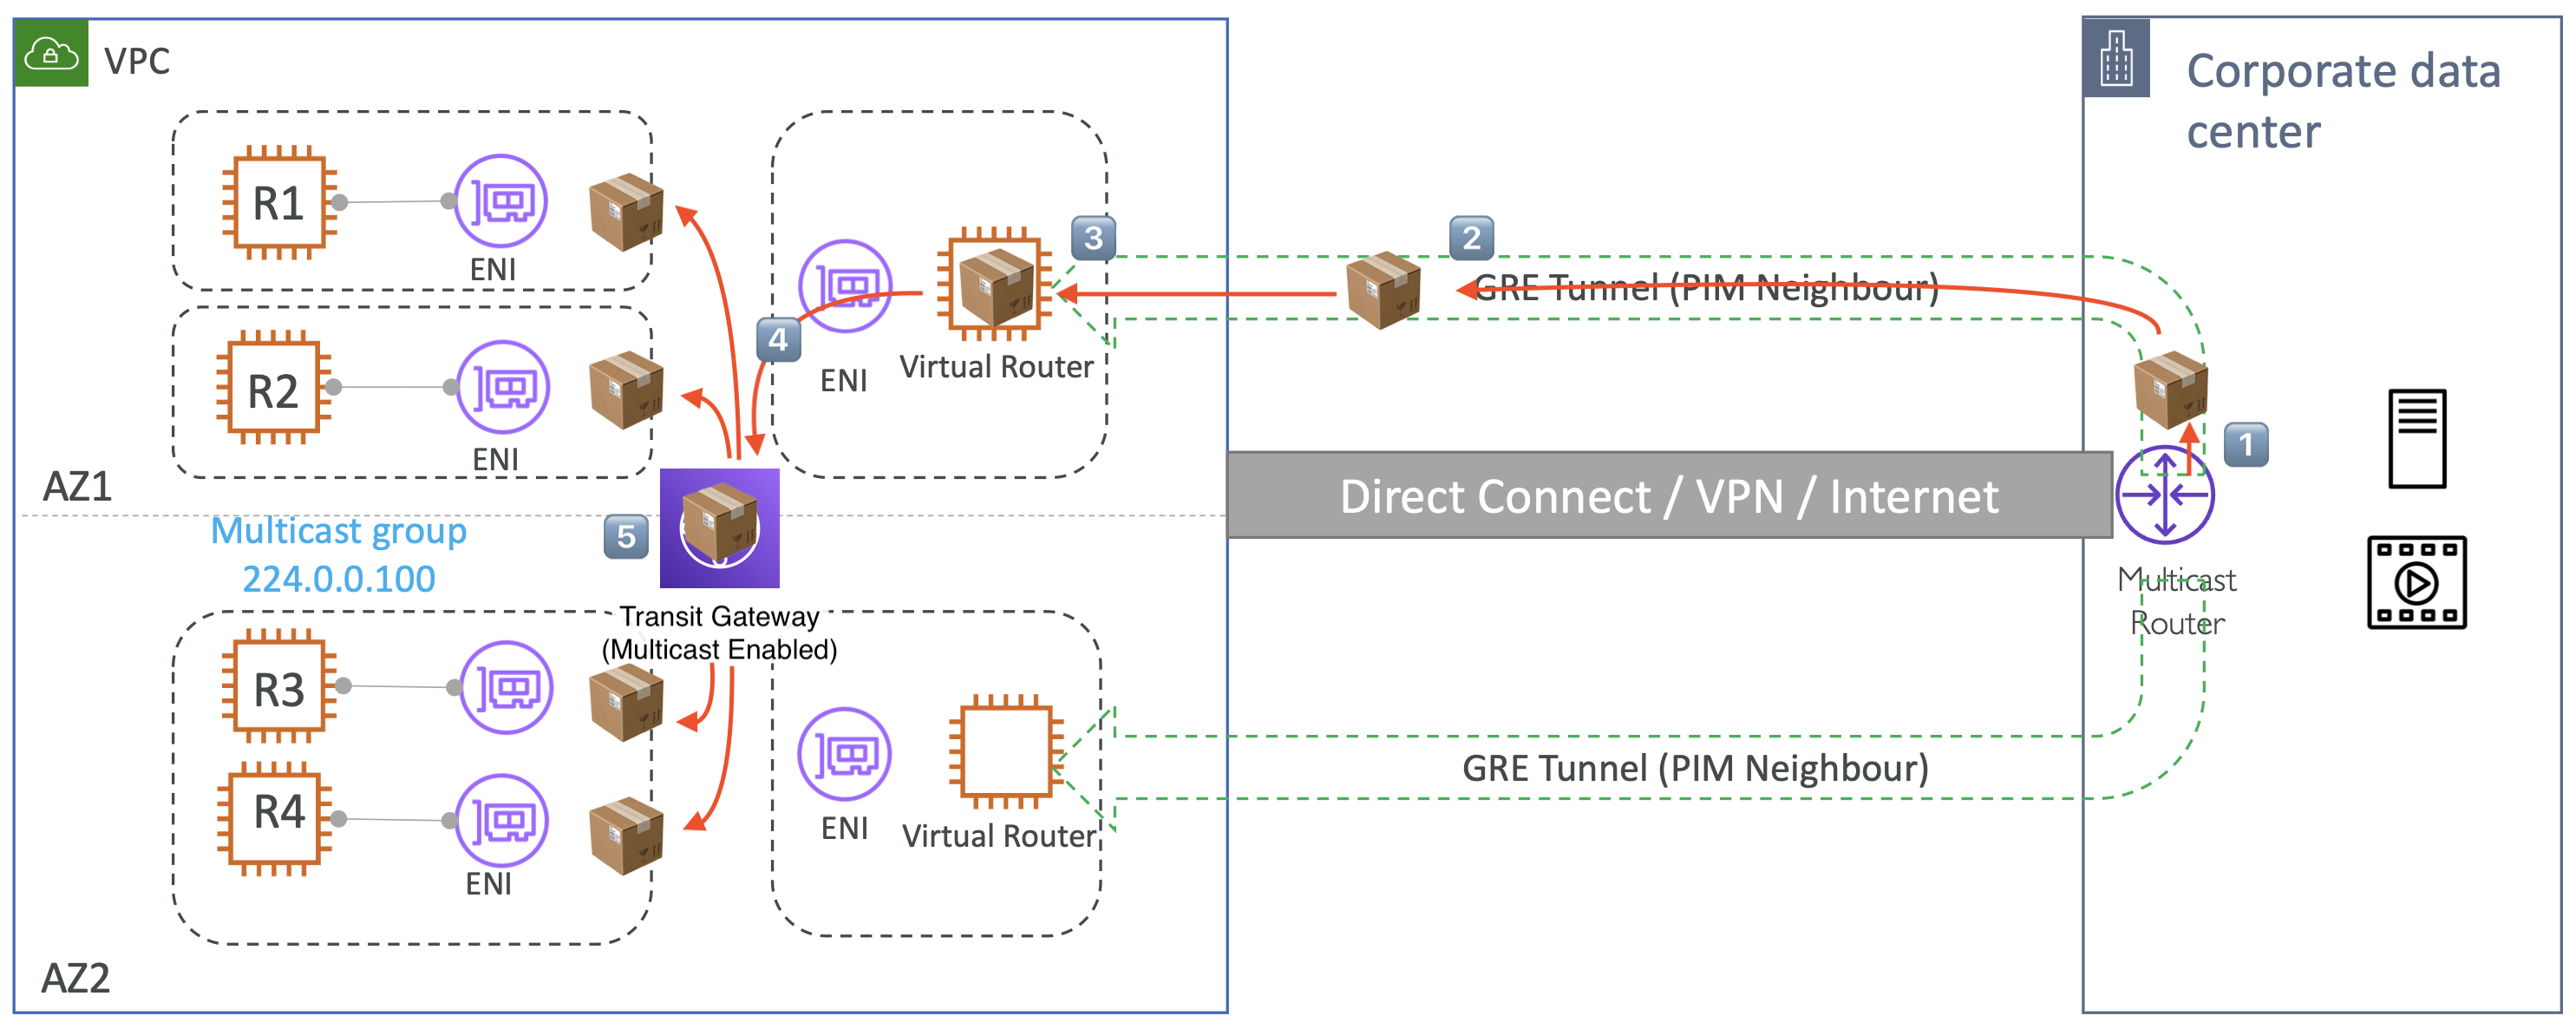 VPC
Corporate data
center
R1
ENI
3
2
GRE Tunnel (PIM Neighbour)
4
ENI
Virtual Router
R2
ENI
1
AZ1
Direct Connect / VPN / Internet
Multicast group
224.0.0.100
5
Multicast
Router
Transit Gateway
(Multicast Enabled)
R3
R4
ENI
ENI
Virtual Router
GRE Tunnel (PIM Neighbour)
AZ2